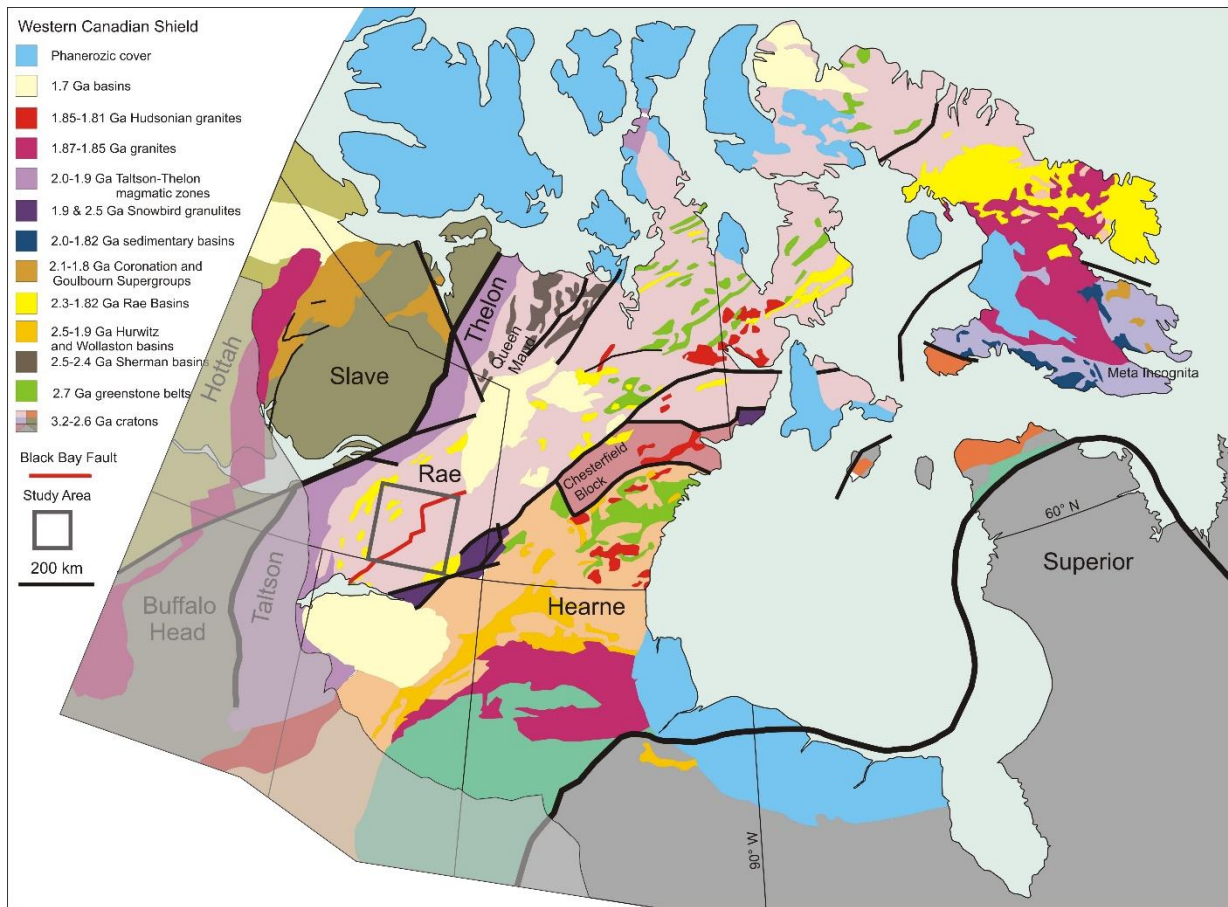 Western Canadian Shield
Phanerozic cover
1.7 Ga basins
1.85-1.81 Ga Hudsonian granites
1.87-1.85 Ga granites
2.0-1.9 Ga Taltson-Thelon
magmatic zones
1.9 & 2.5 Ga Snowbird granulites
2.0-1.82 Ga sedimentary basins
2.1-1.8 Ga Coronation and
Goulbourn Supergroups
2.3-1.82 Ga Rae Basins
2.5-1.9 Ga Hurwitz
and Wollaston basins
2.5-2.4 Ga Sherman basins
2.7 Ga greenstone belts
3.2-2.6 Ga cratons
Black Bay Fault
Study Area
200 km
Hottah
Slave
Thelon
Queen
Maud
Rae
Chesterfield
Block
Taltson
Buffalo
Head
Hearne
Meta Incognita
60° N
Superior
90° W